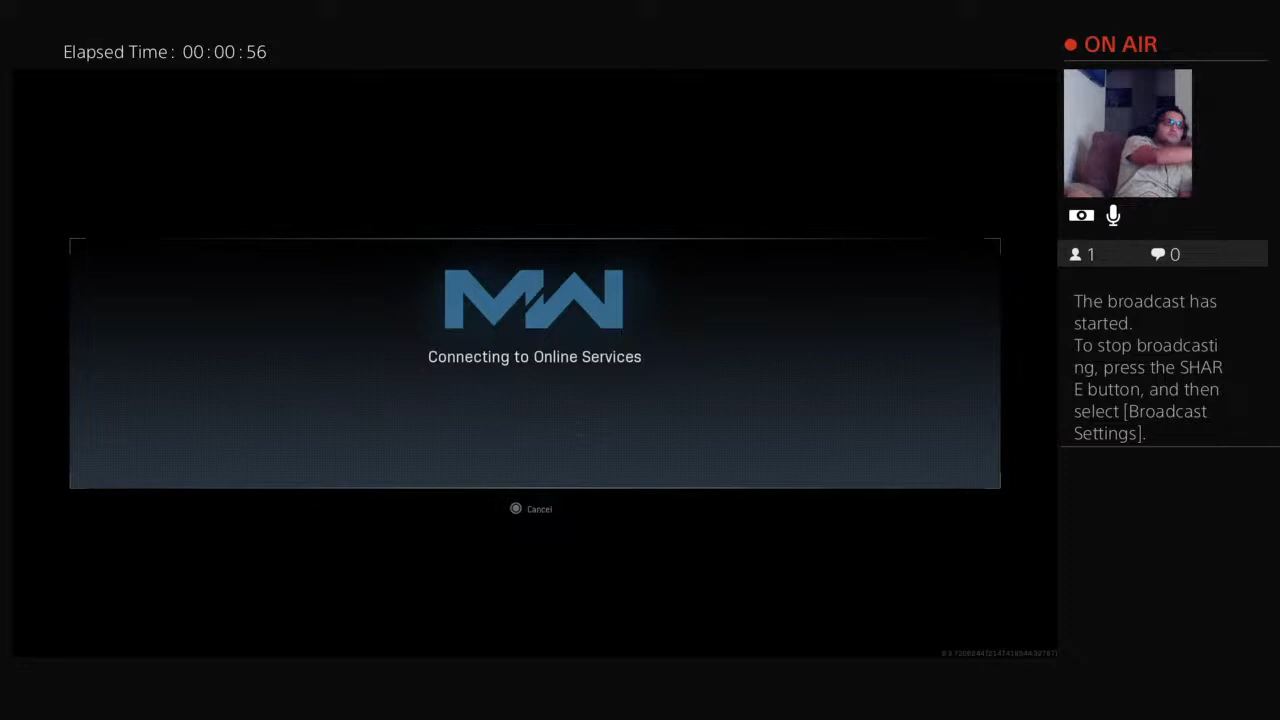 Elapsed Time: 00:00:56
ON AIR
1
0
MW
Connecting to Online Services
Cancel
The broadcast has
started.
To stop broadcasti
ng, press the SHAR
E button, and then
select [Broadcast
Settings].